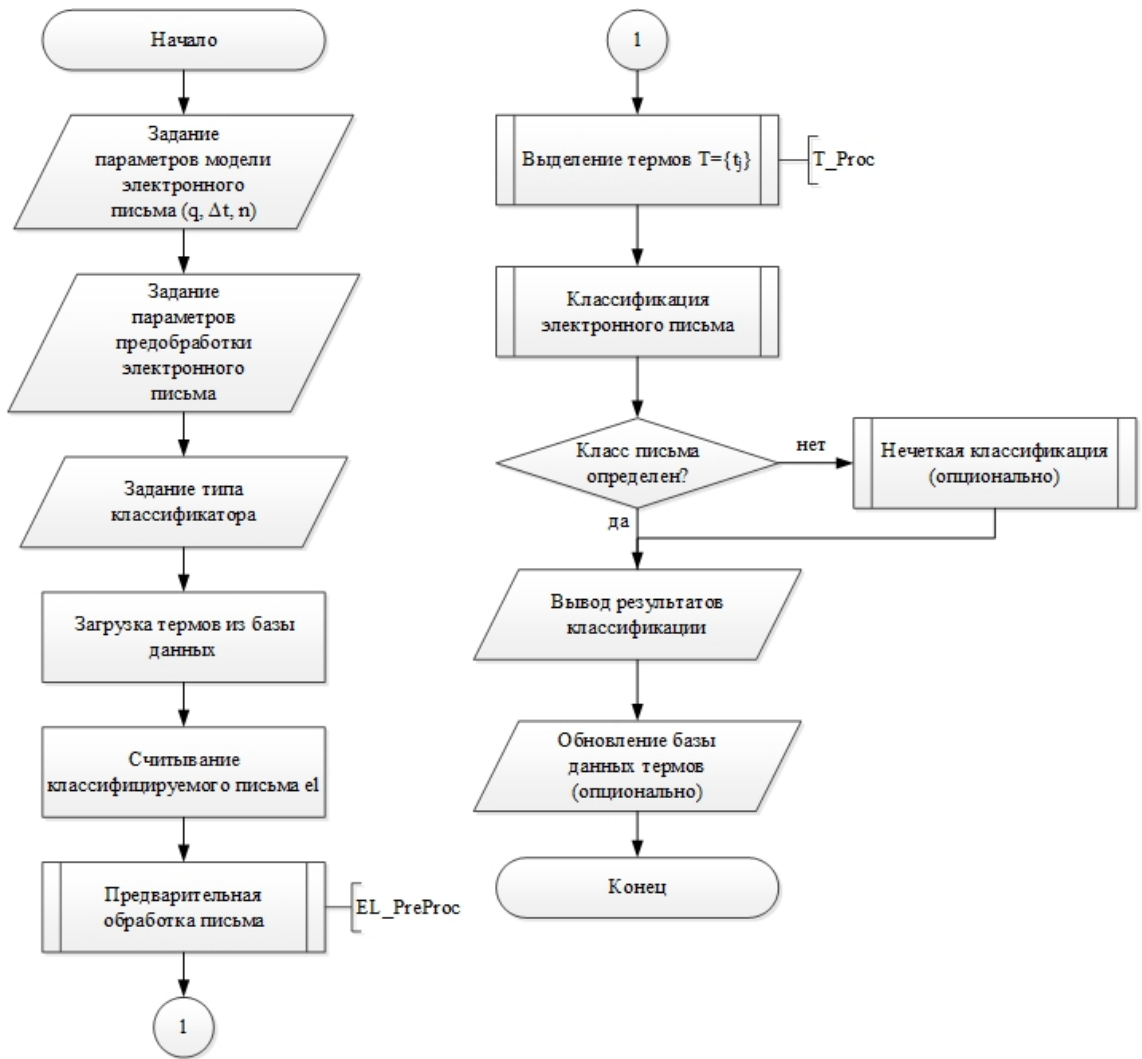 Начало
Задание
параметров модели
электронного
письма (q, Δt, n)
Задание
параметров
предобработки
электронного
письма
Задание типа
классификатора
Загрузка термов из базы
данных
Считывание
классифицируемого письма el
Предварительная
обработка письма
EL_PreProc
1
1
Выделение термов T={tj}
T_Proc
Классификация
электронного письма
Класс письма
определен?
нет
Нечеткая классификация
(опционально)
да
Вывод результатов
классификации
Обновление базы
данных термов
(опционально)
Конец